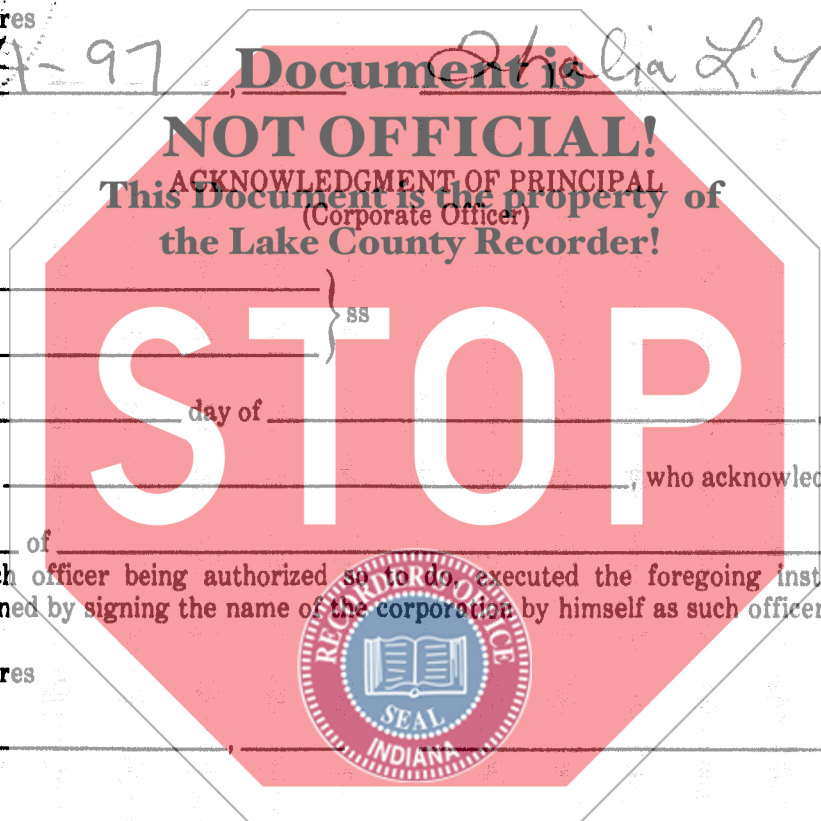 res
-97 Othalia L.
Document is
NOT OFFICIAL!
ACKNOWLEDGMENT OF PRINCIPAL
This Document is the property of
(Corporate Officer)
the Lake County Recorder!
ss
STOP
day of
, who acknowled
of
h officer being authorized so to do, executed the foregoing inst
ned by signing the name of the corporation by himself as such officer
RECORDER'S OFFICE
SEAL
INDIANA
res